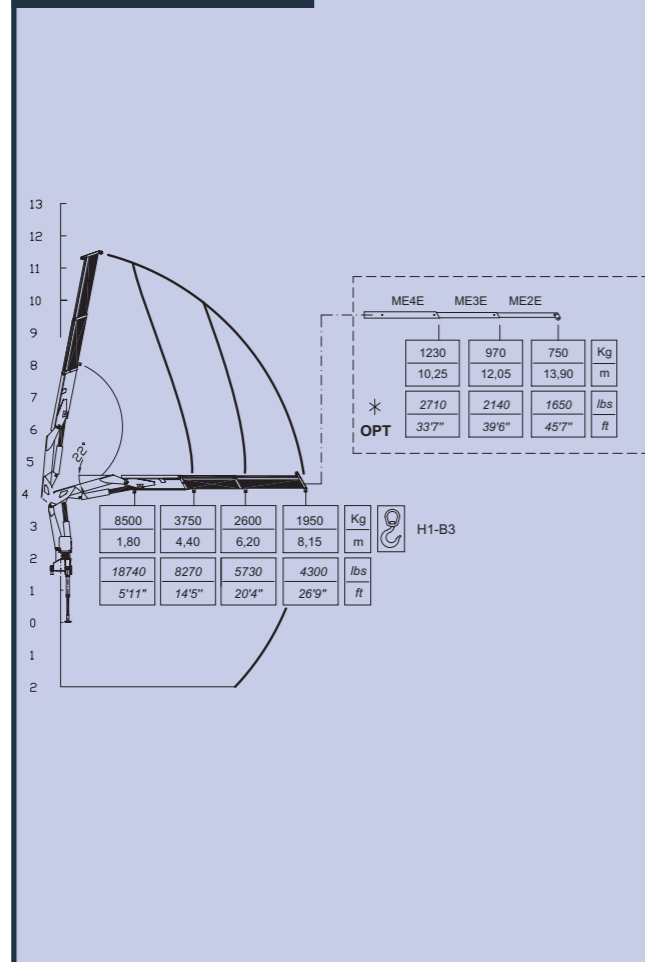 13
12
11
10
9
8
7
6
5
4
3
2
1
0
1
2
22°
ME4E ME3E ME2E
1230 970 750 Kg
10,25 12,05 13,90 m
2710 2140 1650 lbs
33'7" 39'6" 45'7" ft
* OPT
8500 3750 2600 1950 Kg
1,80 4,40 6,20 8,15 m
H1-B3
18740 8270 5730 4300 lbs
5'11" 14'5" 20'4" 26'9" ft